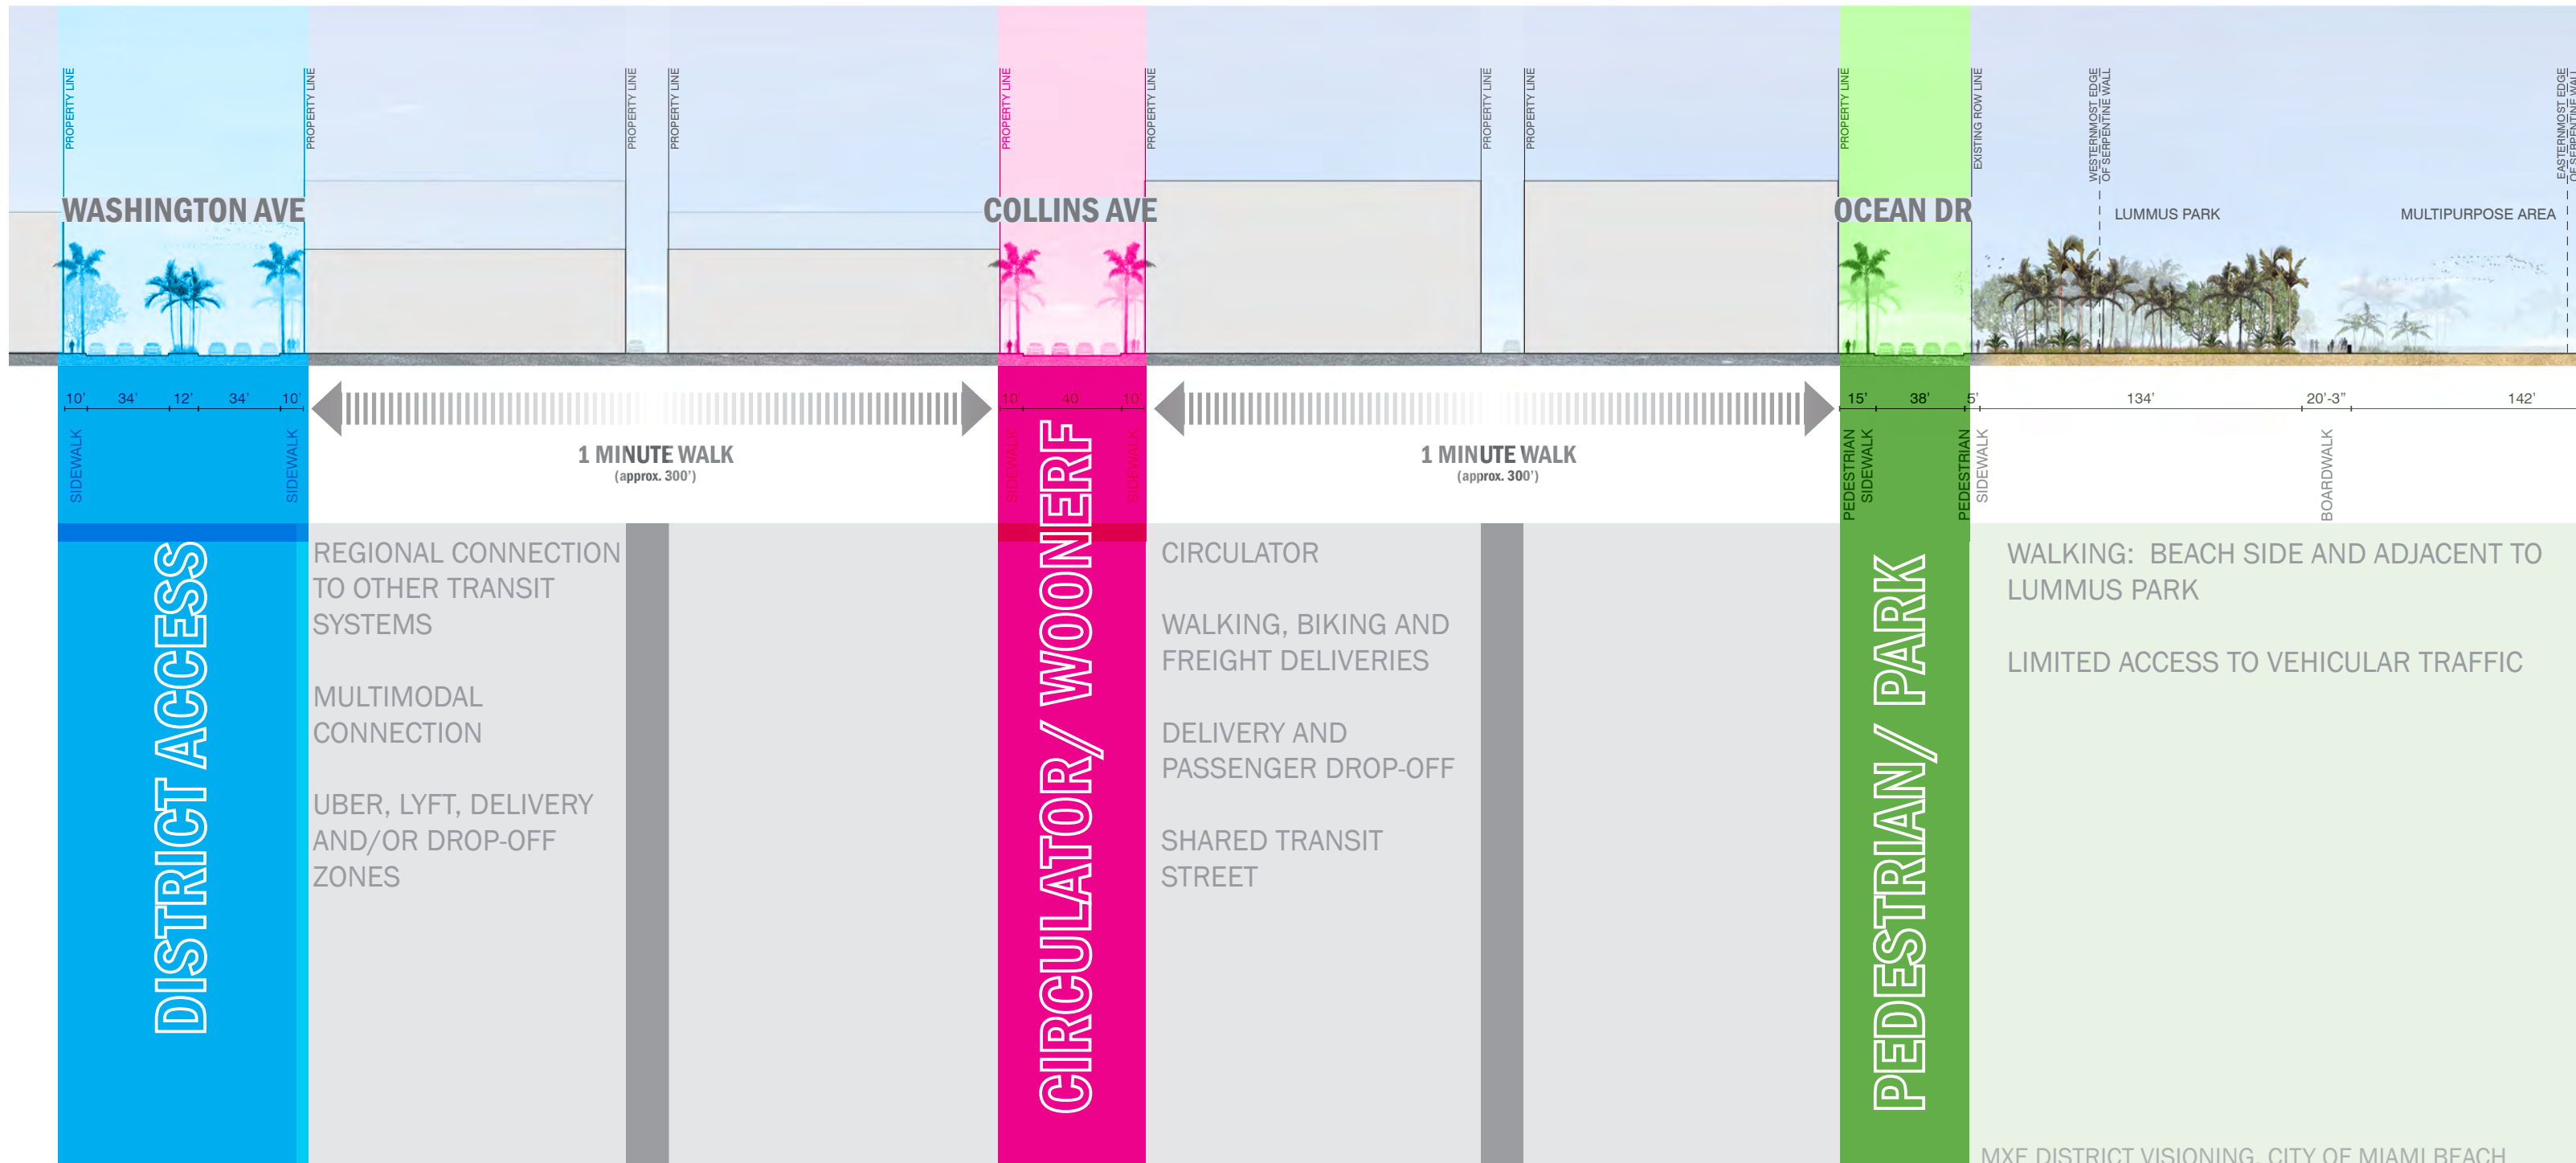 PROPERTY LINE
PROPERTY LINE
PROPERTY LINE
PROPERTY LINE
PROPERTY LINE
PROPERTY LINE
PROPERTY LINE
PROPERTY LINE
PROPERTY LINE
EXISTING ROW LINE
WESTERNMOST EDGE
OF SERPENTINE WALL
EASTERNMOST EDGE
OF SERPENTINE WALL
WASHINGTON AVE
COLLINS AVE
OCEAN DR
LUMMUS PARK
MULTIPURPOSE AREA
10' 34' 12' 34' 10'
10' 40' 10'
15' 38' 5' 134' 20'-3" 142'
SIDEWALK
SIDEWALK
1 MINUTE WALK
(approx. 300')
SIDEWALK
SIDEWALK
1 MINUTE WALK
(approx. 300')
PEDESTRIAN
SIDEWALK
PEDESTRIAN
SIDEWALK
BOARDWALK
DISTRICT ACCESS
REGIONAL CONNECTION
TO OTHER TRANSIT
SYSTEMS
MULTIMODAL
CONNECTION
UBER, LYFT, DELIVERY
AND/OR DROP-OFF
ZONES
CIRCULATOR/ WOONERF
CIRCULATOR
WALKING, BIKING AND
FREIGHT DELIVERIES
DELIVERY AND
PASSENGER DROP-OFF
SHARED TRANSIT
STREET
PEDESTRIAN/ PARK
WALKING: BEACH SIDE AND ADJACENT TO
LUMMUS PARK
LIMITED ACCESS TO VEHICULAR TRAFFIC
MXE DISTRICT VISIONING, CITY OF MIAMI BEACH